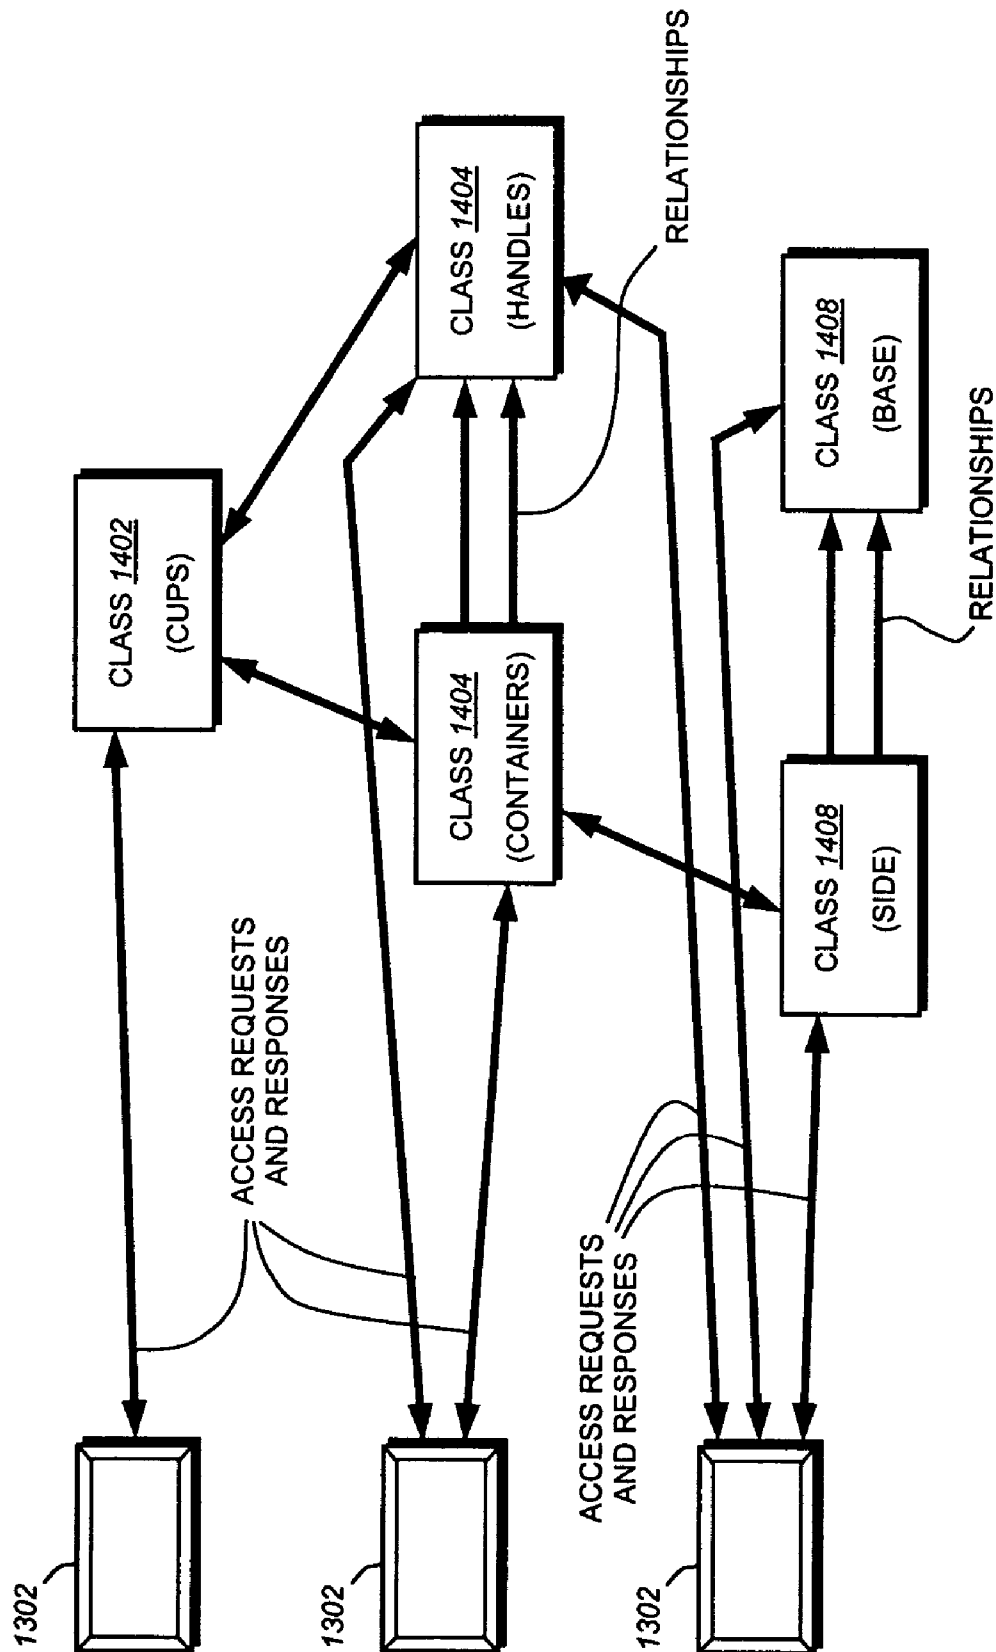 1302
CLASS 1402
(CUPS)
ACCESS REQUESTS
AND RESPONSES
1302
CLASS 1404
(CONTAINERS)
CLASS 1404
(HANDLES)
RELATIONSHIPS
ACCESS REQUESTS
AND RESPONSES
1302
CLASS 1408
(SIDE)
CLASS 1408
(BASE)
RELATIONSHIPS